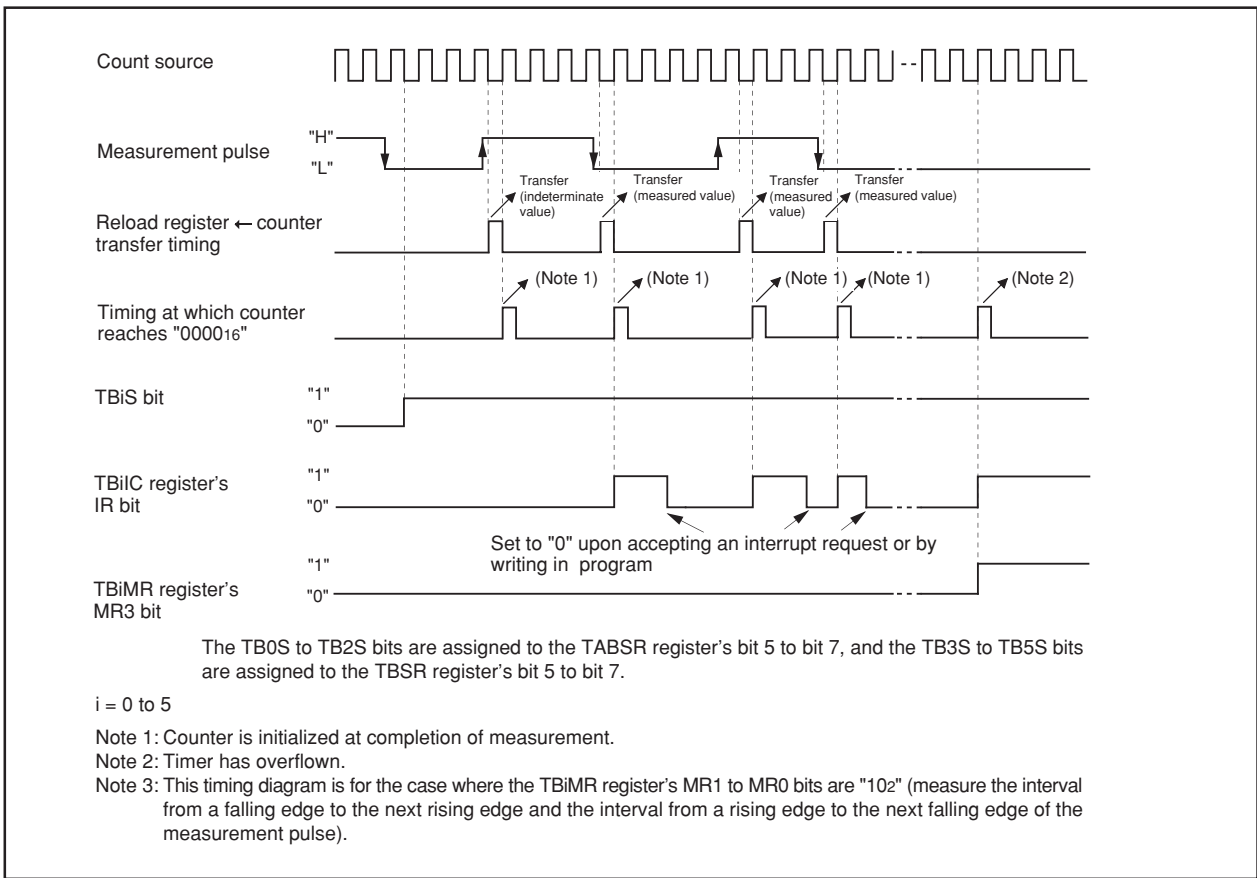 Count source
Measurement pulse
"H"
"L"
Transfer
(indeterminate
value)
Transfer
(measured value)
Transfer
(measured
value)
Transfer
(measured value)
Reload register ← counter
transfer timing
(Note 1)
(Note 1)
(Note 1)
(Note 1)
(Note 2)
Timing at which counter
reaches "000016"
TBiS bit
"1"
"0"
TBiIC register's
IR bit
"1"
"0"
Set to "0" upon accepting an interrupt request or by
writing in program
TBiMR register's
MR3 bit
"1"
"0"
The TB0S to TB2S bits are assigned to the TABSR register's bit 5 to bit 7, and the TB3S to TB5S bits
are assigned to the TBSR register's bit 5 to bit 7.
i = 0 to 5
Note 1: Counter is initialized at completion of measurement.
Note 2: Timer has overflown.
Note 3: This timing diagram is for the case where the TBiMR register's MR1 to MR0 bits are "102" (measure the interval
from a falling edge to the next rising edge and the interval from a rising edge to the next falling edge of the
measurement pulse).